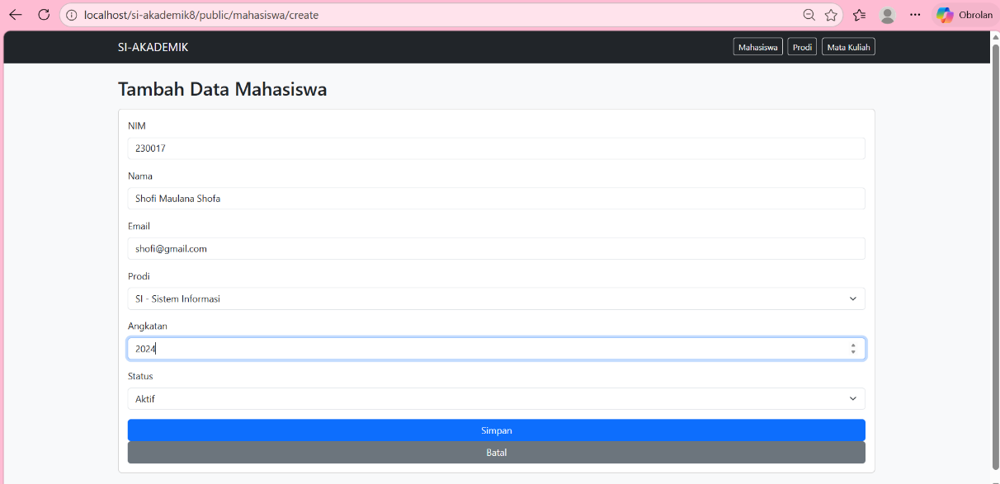 localhost/si-akademik8/public/mahasiswa/create
Obrolan
SI-AKADEMIK
Mahasiswa
Prodi
Mata Kuliah
Tambah Data Mahasiswa
NIM
230017
Nama
Shofi Maulana Shofa
Email
shofi@gmail.com
Prodi
SI - Sistem Informasi
Angkatan
2024
Status
Aktif
Simpan
Batal